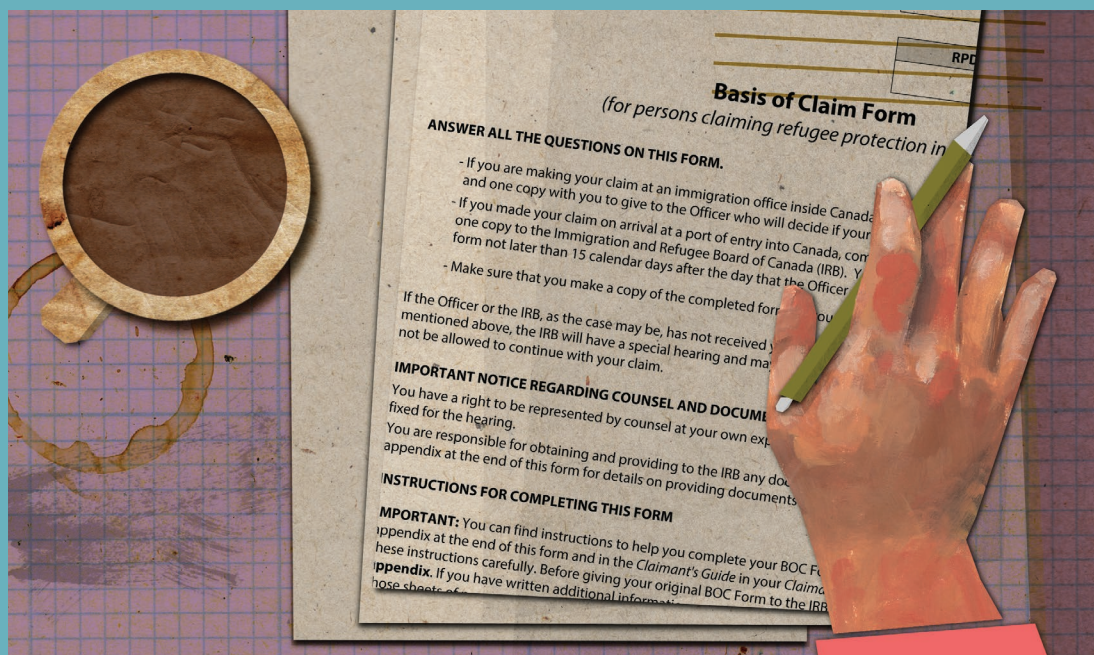 RPD
Basis of Claim Form
(for persons claiming refugee protection in
ANSWER ALL THE QUESTIONS ON THIS FORM.
- If you are making your claim at an immigration office inside Canada
and one copy with you to give to the Officer who will decide if your
- If you made your claim on arrival at a port of entry into Canada,
one copy to the Immigration and Refugee Board of Canada (IRB).
form not later than 15 calendar days after the day that the Officer
- Make sure that you make a copy of the completed
If the Officer or the IRB, as the case may be, has not received
mentioned above, the IRB will have a special hearing and
not be allowed to continue with your claim.
IMPORTANT NOTICE REGARDING COUNSEL AND
You have a right to be represented by counsel at your own
fixed for the hearing.
You are responsible for obtaining and providing to the IRB any
appendix at the end of this form for details on providing documents
NSTRUCTIONS FOR COMPLETING THIS FORM
MPORTANT: You can find instructions to help you complete your BOC
ppendix at the end of this form and in the Claimant's Guide in your
hese instructions carefully. Before giving your original BOC Form to the IRB
ppendix. If you have written additional
hose sheets